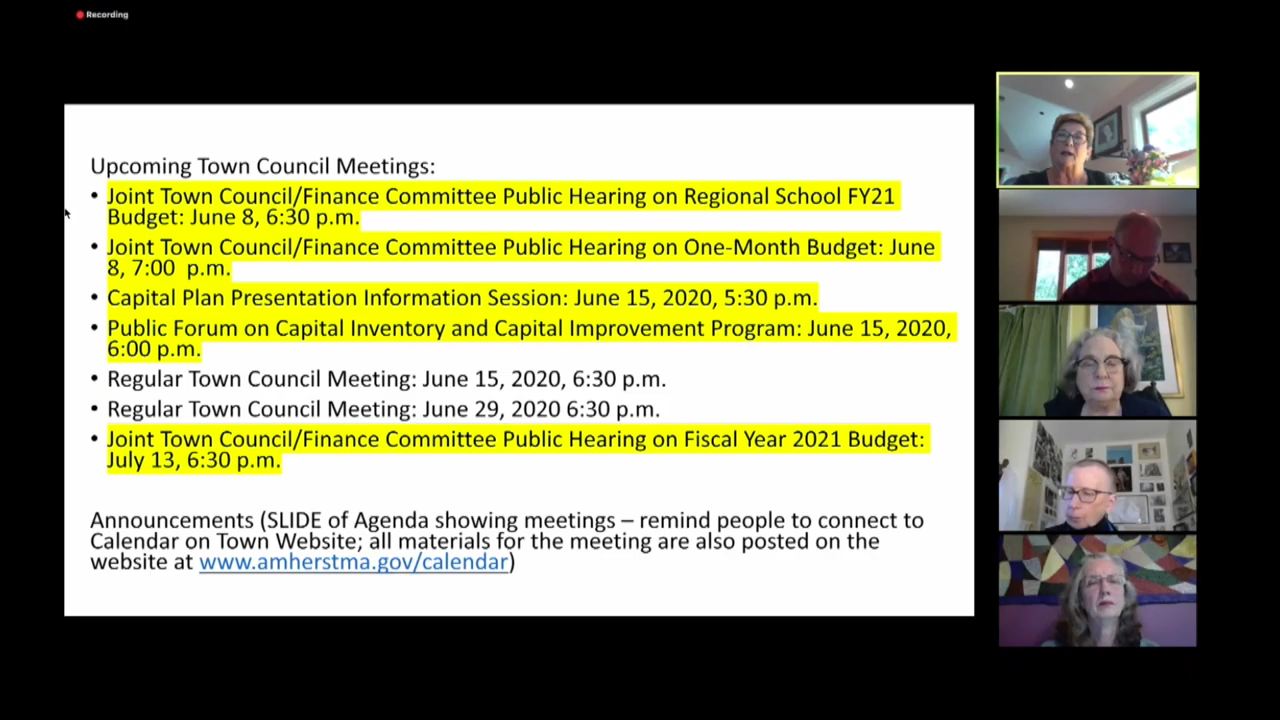 Recording
Upcoming Town Council Meetings:
• Joint Town Council/Finance Committee Public Hearing on Regional School FY21
Budget: June 8, 6:30 p.m.
• Joint Town Council/Finance Committee Public Hearing on One-Month Budget: June
8, 7:00  p.m.
• Capital Plan Presentation Information Session: June 15, 2020, 5:30 p.m.
• Public Forum on Capital Inventory and Capital Improvement Program: June 15, 2020,
6:00 p.m.
• Regular Town Council Meeting: June 15, 2020, 6:30 p.m.
• Regular Town Council Meeting: June 29, 2020 6:30 p.m.
• Joint Town Council/Finance Committee Public Hearing on Fiscal Year 2021 Budget:
July 13, 6:30 p.m.
Announcements (SLIDE of Agenda showing meetings – remind people to connect to
Calendar on Town Website; all materials for the meeting are also posted on the
website at www.amherstma.gov/calendar)